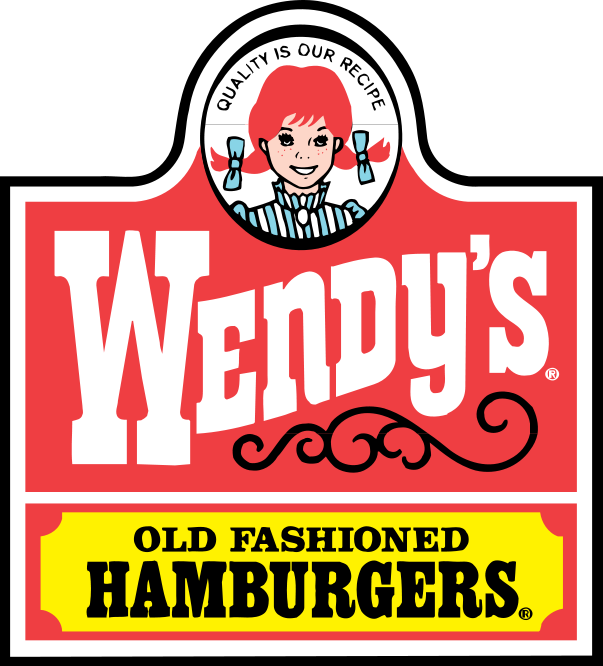 QUALITY IS OUR RECIPE
WENDY'S®
OLD FASHIONED
HAMBURGERS®